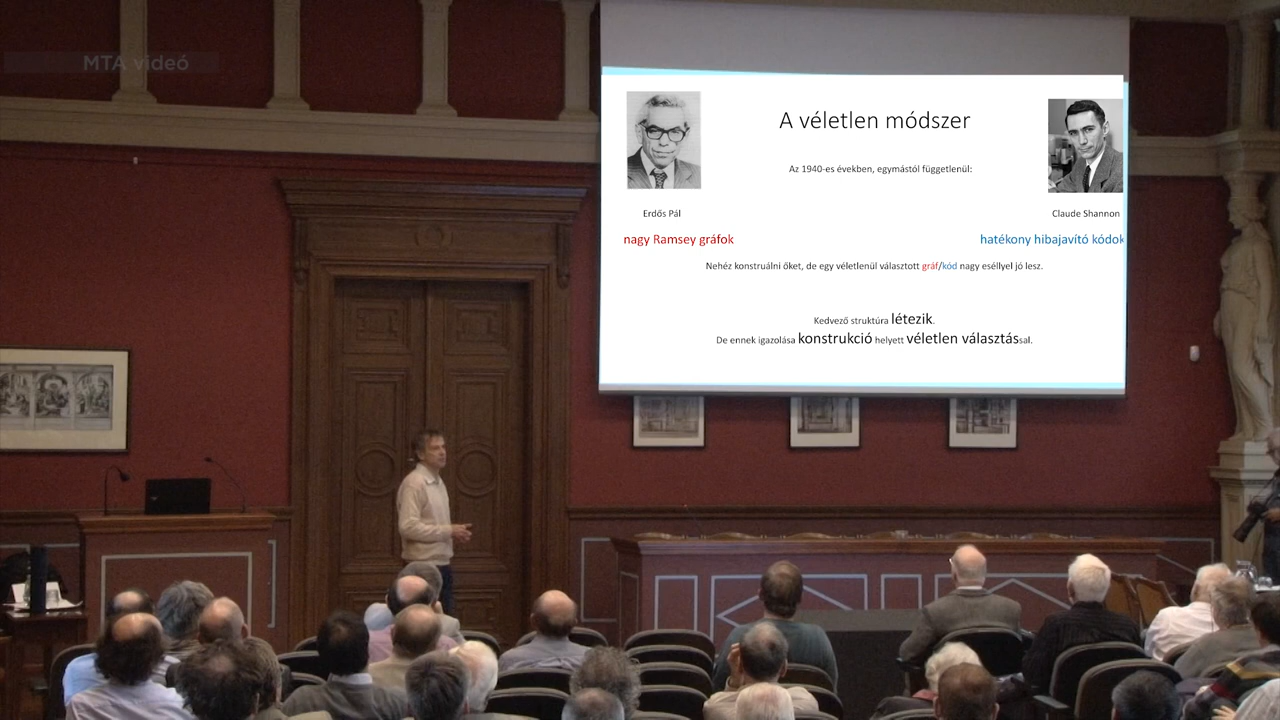 MTA videó
A véletlen módszer
Az 1940-es években, egymástól függetlenül:
Erdős Pál
Claude Shannon
nagy Ramsey gráfok
hatékony hibajavító kódok
Nehéz konstruálni őket, de egy véletlenül választott gráf/kód nagy eséllyel jó lesz.
Kedvező struktúra létezik.
De ennek igazolása konstrukció helyett véletlen választással.